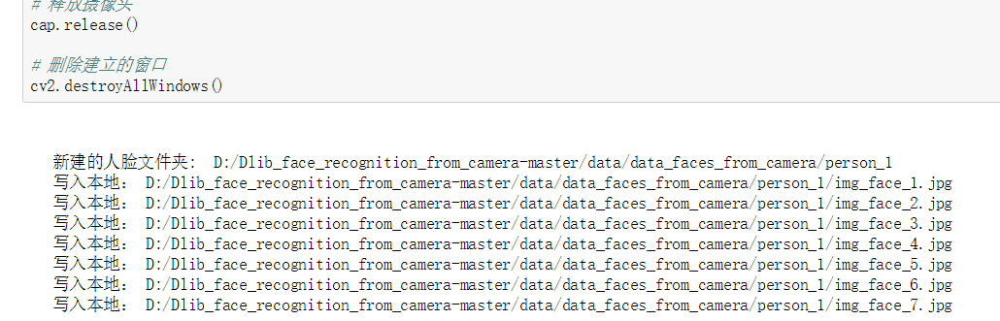 # 释放摄像头
cap.release()
# 删除建立的窗口
cv2.destroyAllWindows()
新建的人脸文件夹: D:/Dlib_face_recognition_from_camera-master/data/data_faces_from_camera/person_1
写入本地: D:/Dlib_face_recognition_from_camera-master/data/data_faces_from_camera/person_1/img_face_1.jpg
写入本地: D:/Dlib_face_recognition_from_camera-master/data/data_faces_from_camera/person_1/img_face_2.jpg
写入本地: D:/Dlib_face_recognition_from_camera-master/data/data_faces_from_camera/person_1/img_face_3.jpg
写入本地: D:/Dlib_face_recognition_from_camera-master/data/data_faces_from_camera/person_1/img_face_4.jpg
写入本地: D:/Dlib_face_recognition_from_camera-master/data/data_faces_from_camera/person_1/img_face_5.jpg
写入本地: D:/Dlib_face_recognition_from_camera-master/data/data_faces_from_camera/person_1/img_face_6.jpg
写入本地: D:/Dlib_face_recognition_from_camera-master/data/data_faces_from_camera/person_1/img_face_7.jpg